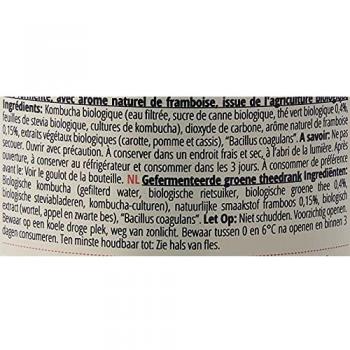 fermenté, avec arôme naturel de framboise, issue de l'agriculture biologique
Ingrédients: Kombucha biologique (eau filtrée, sucre de canne biologique, thé vert biologique 0,4%,
feuilles de stevia biologique, cultures de kombucha), dioxyde de carbone, arôme naturel de framboise
0,15%, extraits végétaux biologiques (carotte, pomme et cassis), "Bacillus coagulans". A savoir: Ne pas
secouer. Ouvrir avec précaution. À conserver dans un endroit frais et sec, à l'abri de la lumière. Après
ouverture, à conserver au réfrigérateur et consommer dans les 3 jours. À consommer de préférence
avant le: Voir le goulot de la bouteille. NL Gefermenteerde groene theedrank Ingrediënten:
Biologische kombucha (gefilterd water, biologische rietsuiker, biologische groene thee 0,4%,
biologische steviabladeren, kombucha-culturen), natuurlijke smaakstof framboos 0,15%, biologisch
extract (wortel, appel en zwarte bes), "Bacillus coagulans". Let Op: Niet schudden. Voorzichtig openen.
Bewaar op een koele droge plek, weg van zonlicht. Bewaren tussen 0 en 6°C na openen en binnen 3
dagen consumeren. Ten minste houdbaar tot: Zie hals van fles.